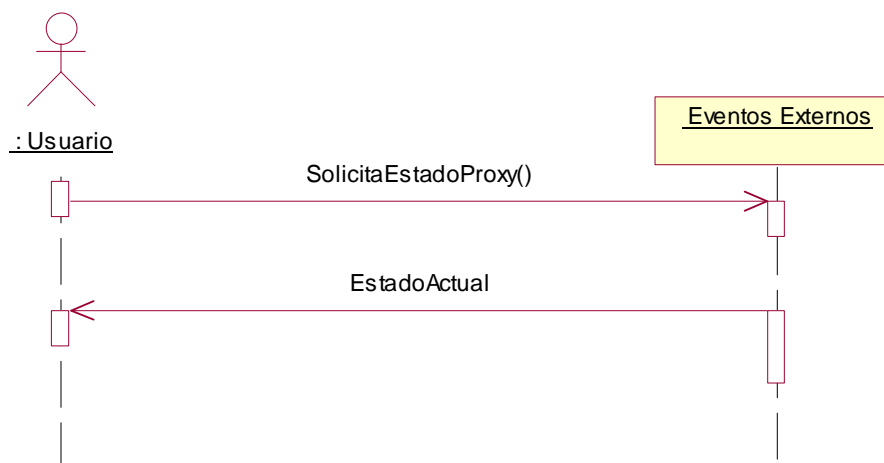 : Usuario
Eventos Externos
SolicitaEstadoProxy()
EstadoActual